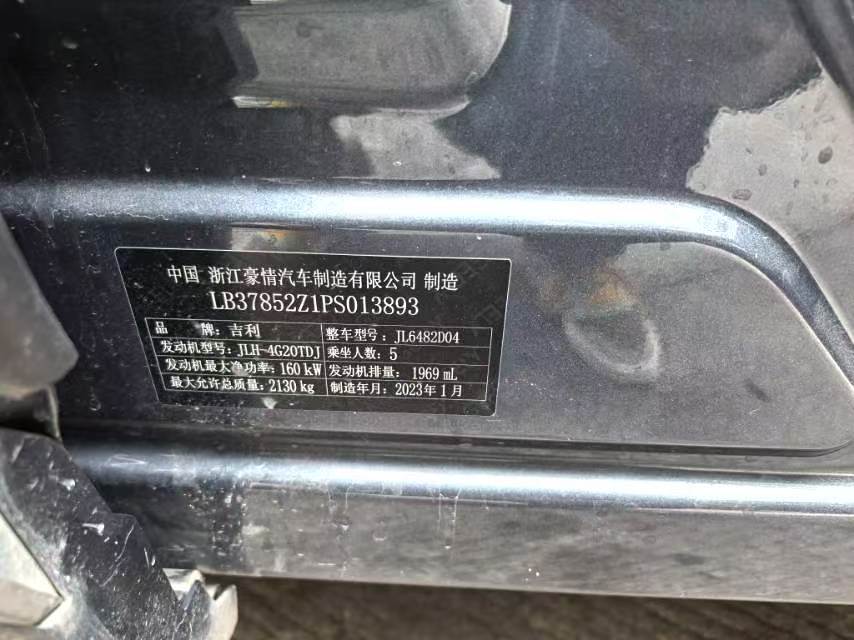 中国 浙江豪情汽车制造有限公司 制造
LB37852Z1PS013893
品 牌：吉利 整车型号：JL6482D04
发动机型号：JLH-4G20TDJ 乘坐人数：5
发动机最大净功率：160 kW 发动机排量：1969 mL
最大允许总质量：2130 kg 制造年月：2023年1月